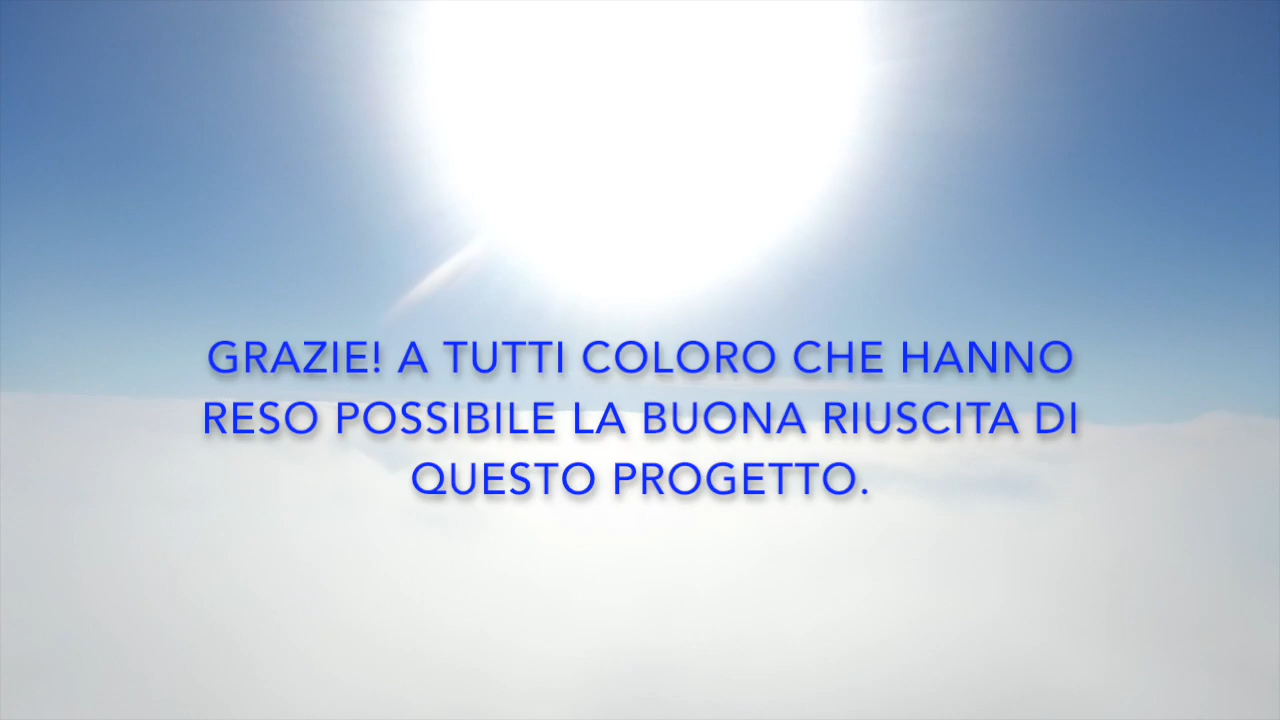 GRAZIE! A TUTTI COLORO CHE HANNO
RESO POSSIBILE LA BUONA RIUSCITA DI
QUESTO PROGETTO.